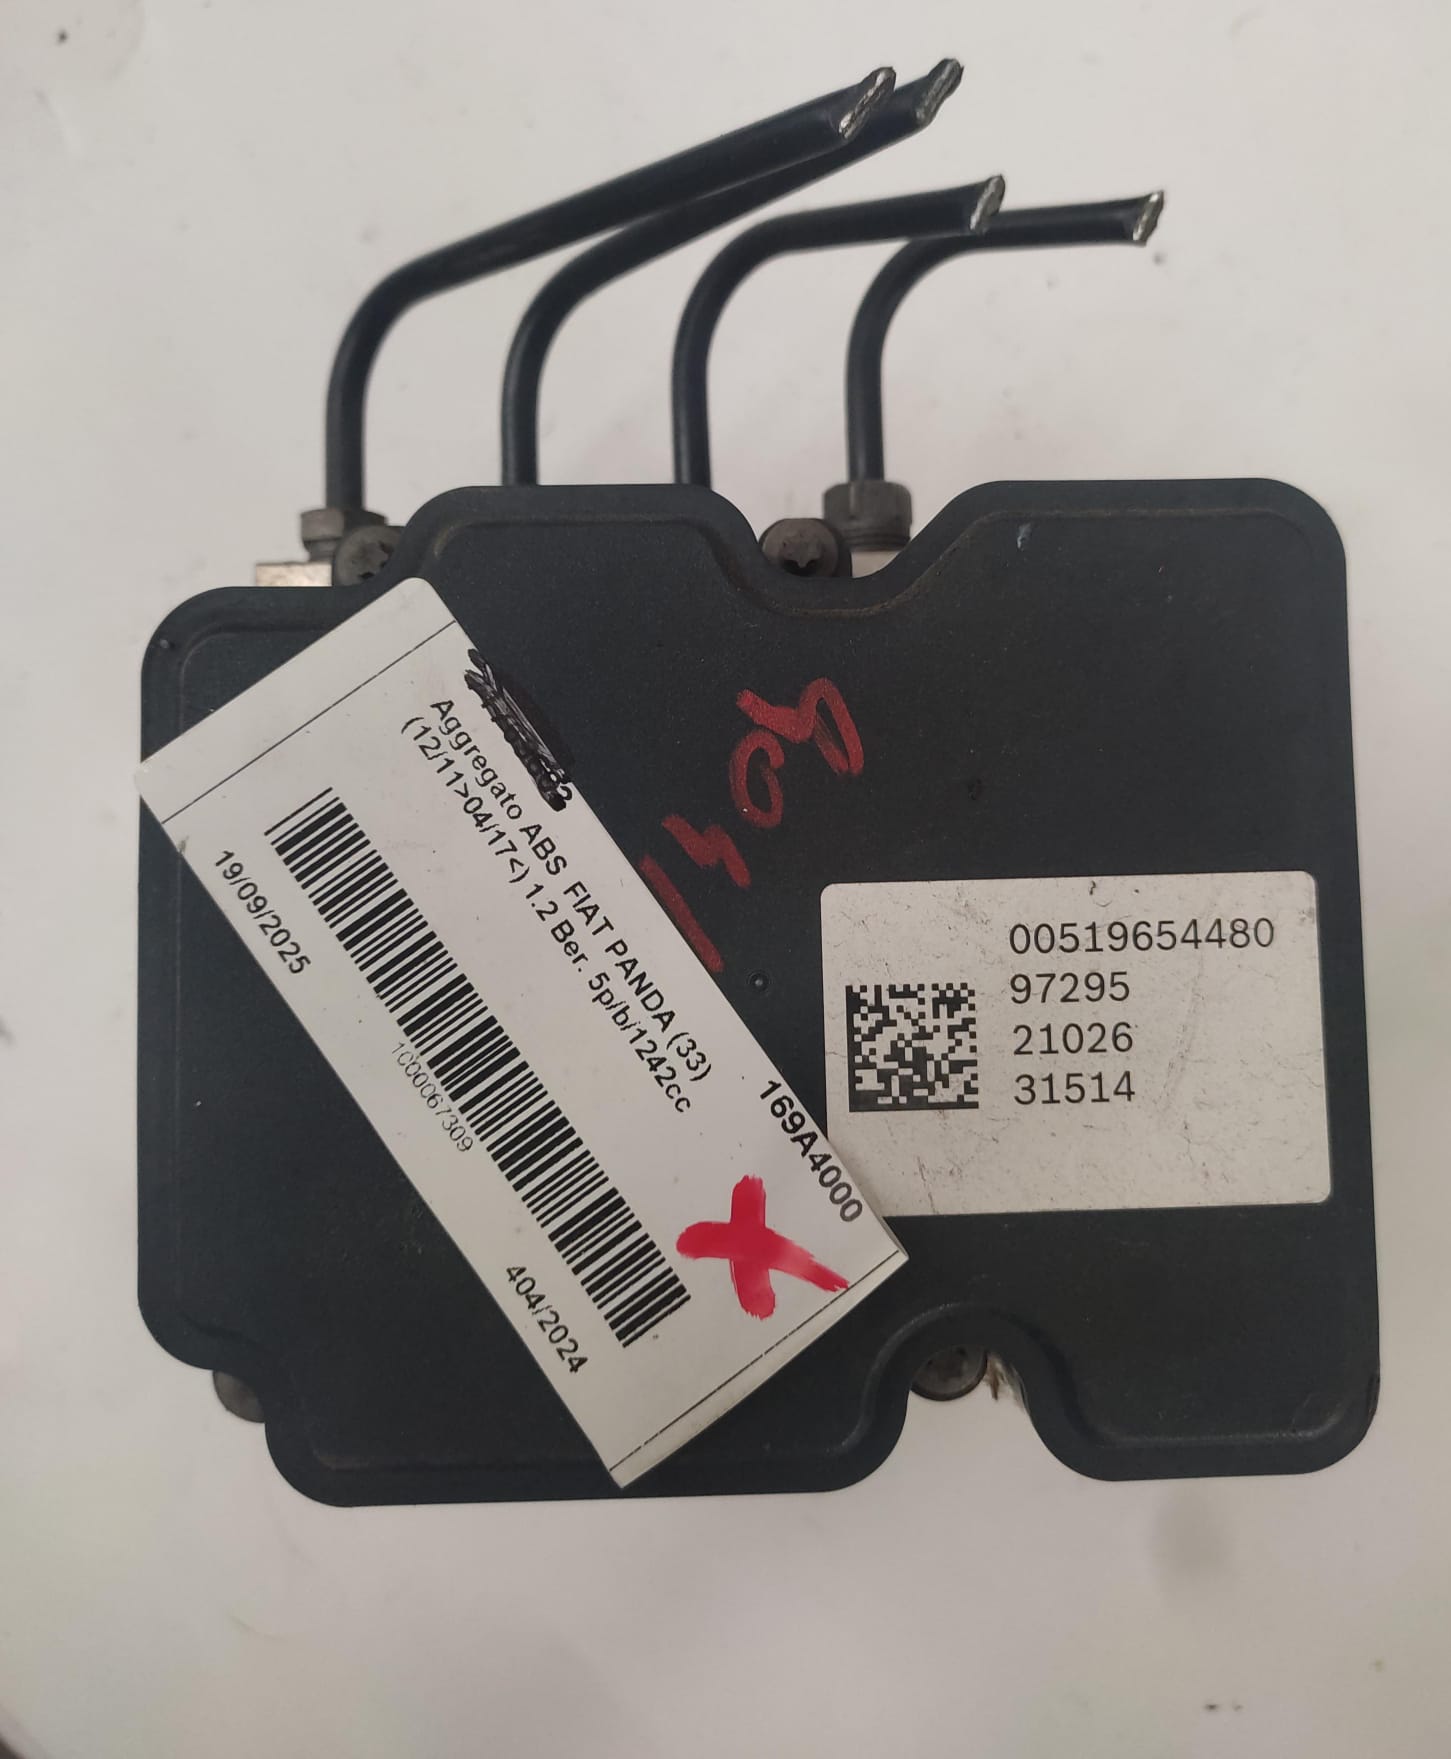 Aggregato ABS FIAT PANDA (33)
(12/11>04/17<) 1.2 Ber. 5p/b/1242cc
169A4000
1000067309
19/09/2025
404/2024
00519654480
97295
21026
31514